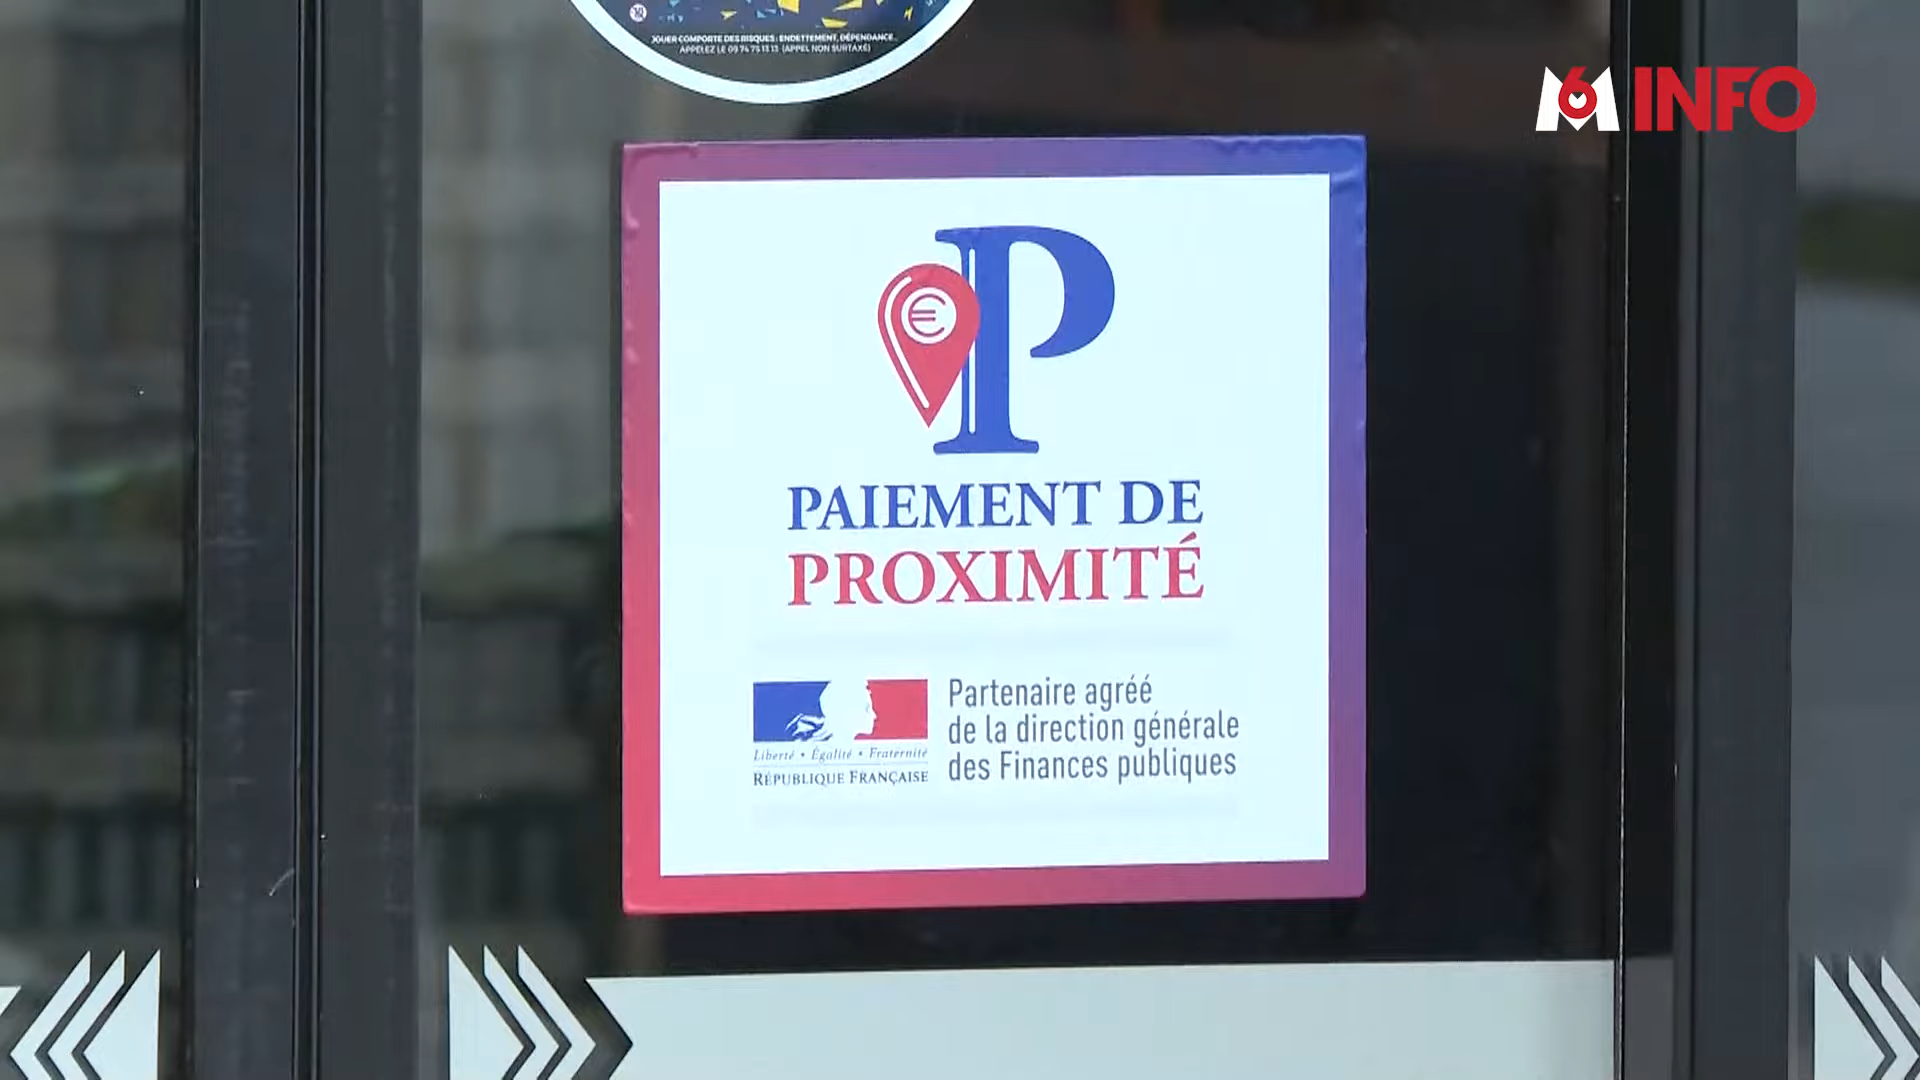 JOUER COMPORTE DES RISQUES : ENDETTEMENT, DÉPENDANCE...
APPELEZ LE 09 74 75 13 13 (APPEL NON SURTAXÉ)
M6 INFO
€
P
PAIEMENT DE
PROXIMITÉ
Partenaire agréé
de la direction générale
des Finances publiques
Liberté • Égalité • Fraternité
RÉPUBLIQUE FRANÇAISE